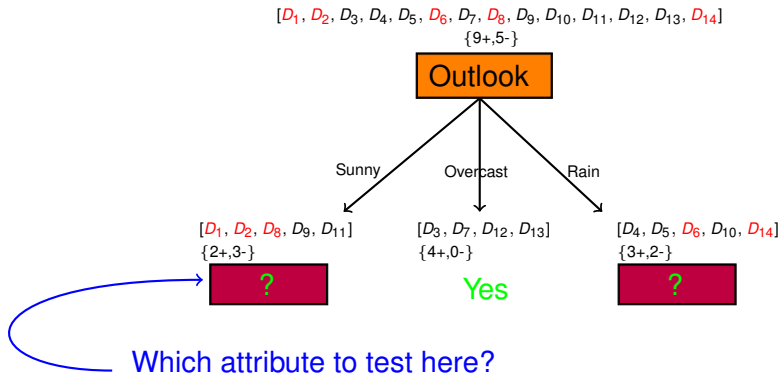 [D1, D2, D3, D4, D5, D6, D7, D8, D9, D10, D11, D12, D13, D14]
{9+,5-}
Outlook
Sunny Overcast Rain
[D1, D2, D8, D9, D11] [D3, D7, D12, D13] [D4, D5, D6, D10, D14]
{2+,3-} {4+,0-} {3+,2-}
? Yes ?
Which attribute to test here?